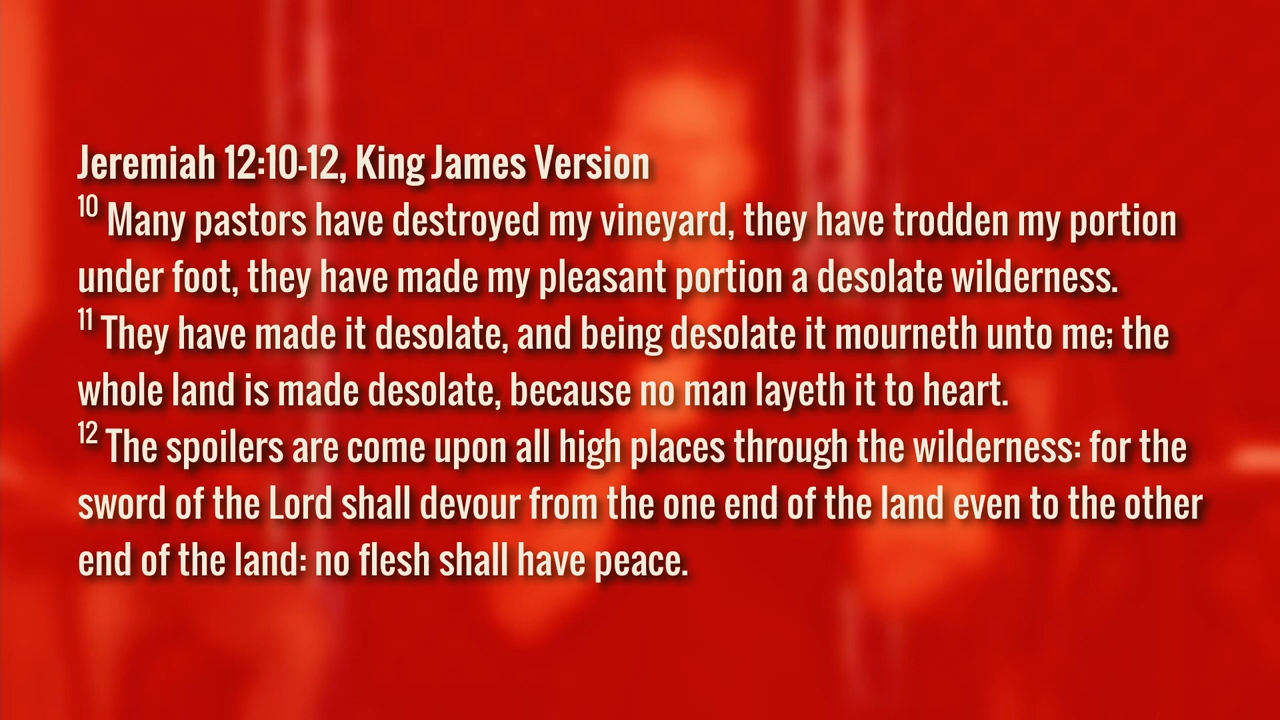 Jeremiah 12:10-12, King James Version
10 Many pastors have destroyed my vineyard, they have trodden my portion
under foot, they have made my pleasant portion a desolate wilderness.
11 They have made it desolate, and being desolate it mourneth unto me; the
whole land is made desolate, because no man layeth it to heart.
12 The spoilers are come upon all high places through the wilderness: for the
sword of the Lord shall devour from the one end of the land even to the other
end of the land: no flesh shall have peace.